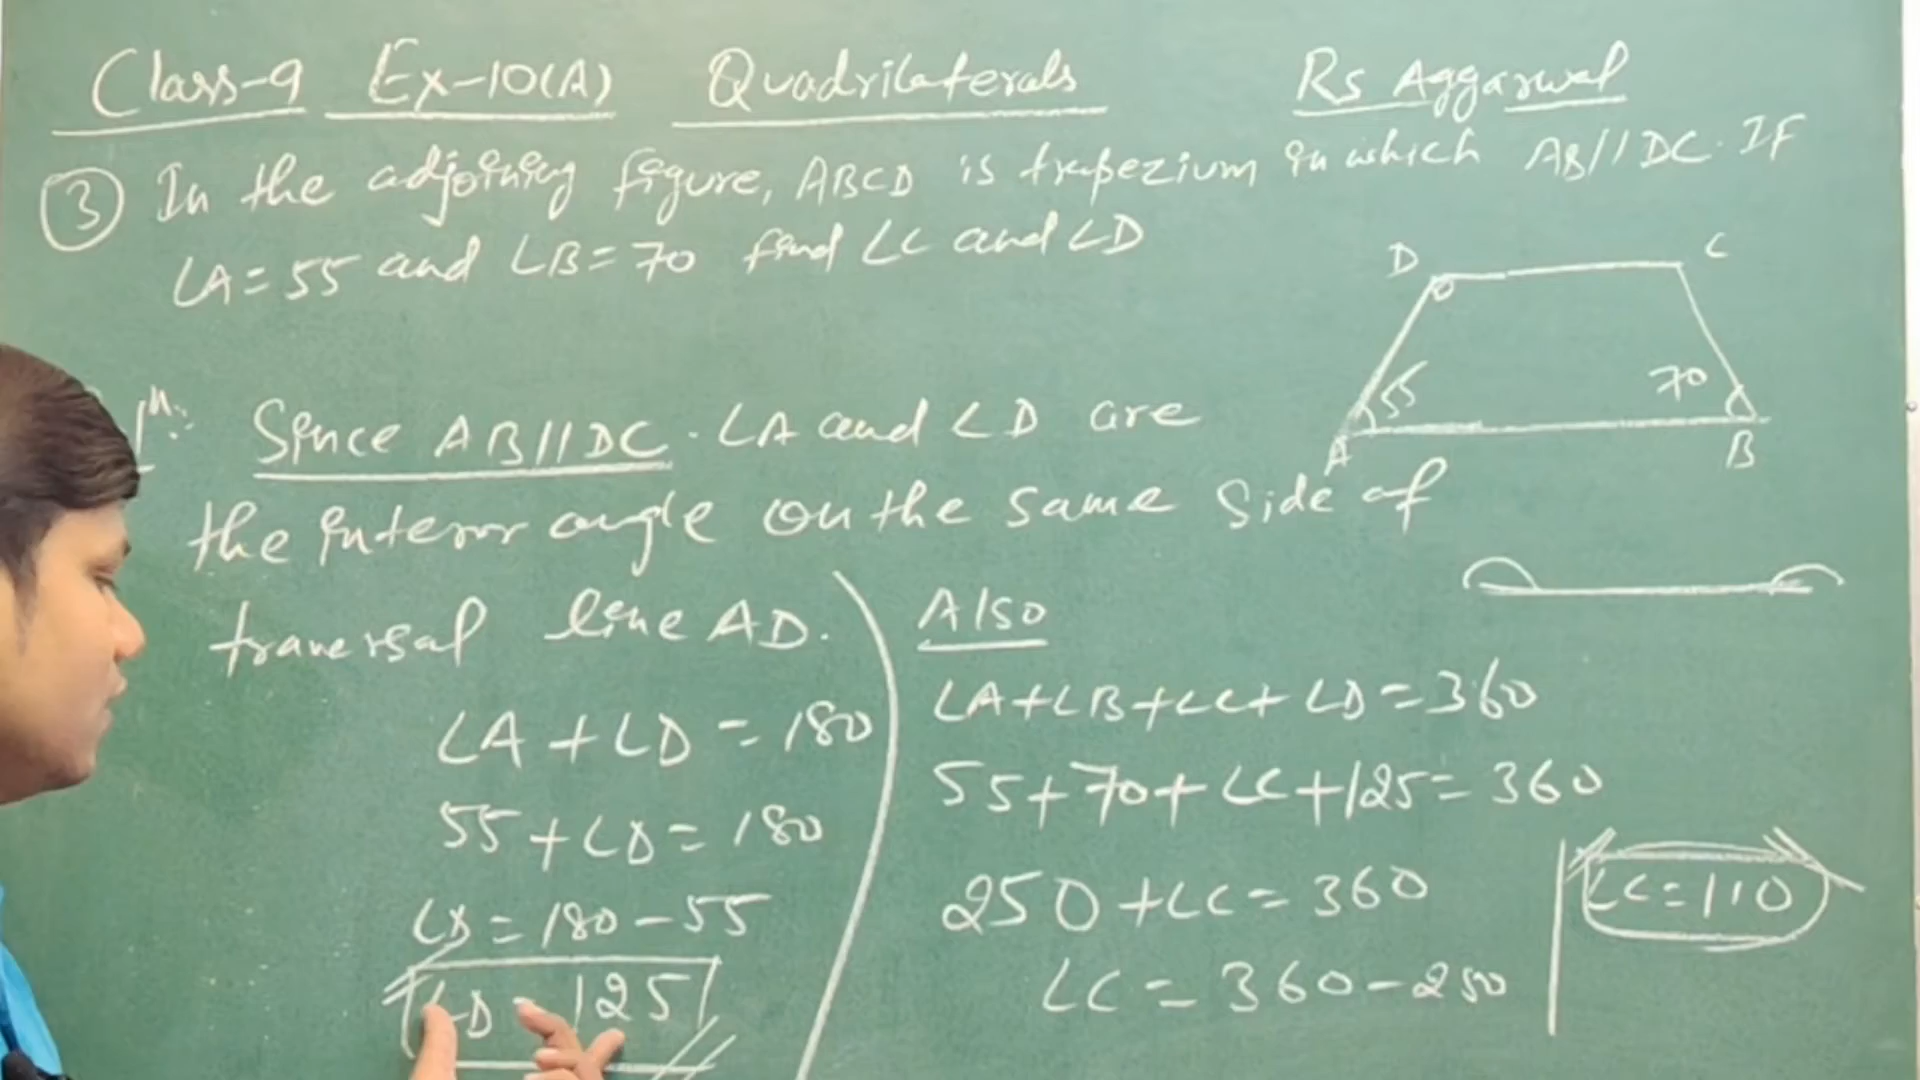 Class-9 Ex-10(A) Quadrilaterals Rs Aggarwal
③ In the adjoining figure, ABCD is trapezium in which AB//DC. IF
∠A=55 and ∠B=70 find ∠C and ∠D
D C
55 70
A B
Since AB//DC. ∠A and ∠D are
the interior angle on the same side of
traversal line AD.
∠A+∠D=180
55+∠D=180
∠D=180-55
∠D=125
Also
∠A+∠B+∠C+∠D=360
55+70+∠C+125=360
250+∠C=360
∠C=360-250
∠C=110